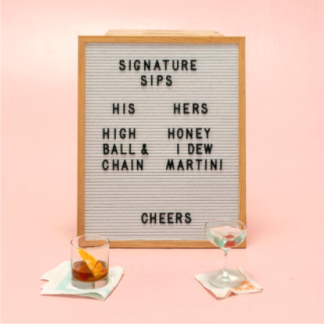 SIGNATURE
SIPS
HIS HERS
HIGH HONEY
BALL & I DEW
CHAIN MARTINI
CHEERS